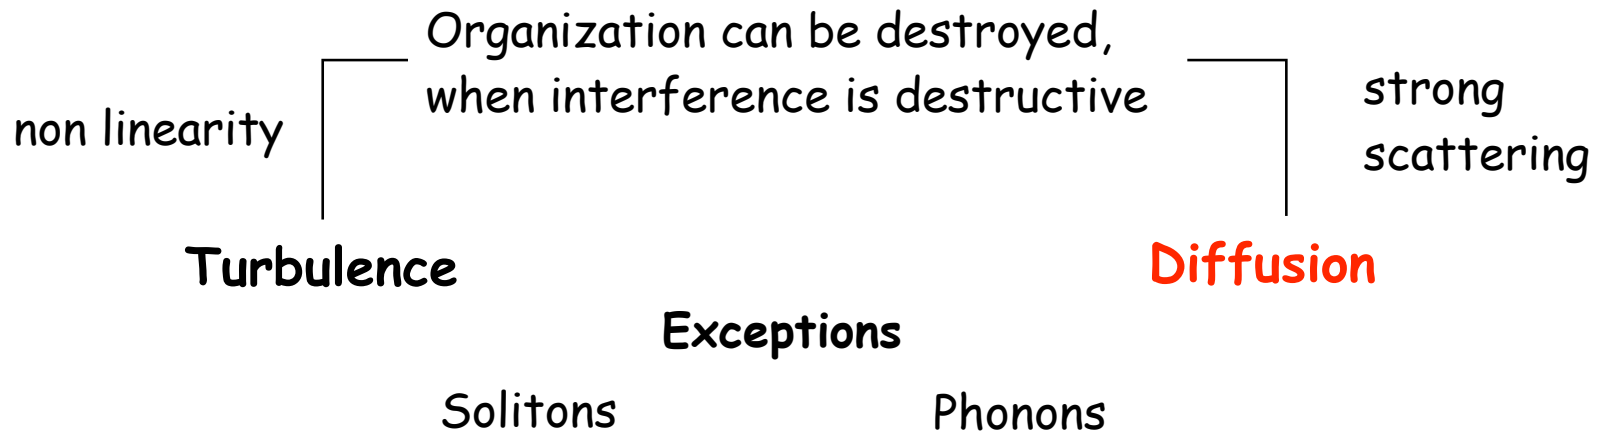 Organization can be destroyed,
when interference is destructive
non linearity
strong
scattering
Turbulence
Diffusion
Exceptions
Solitons
Phonons